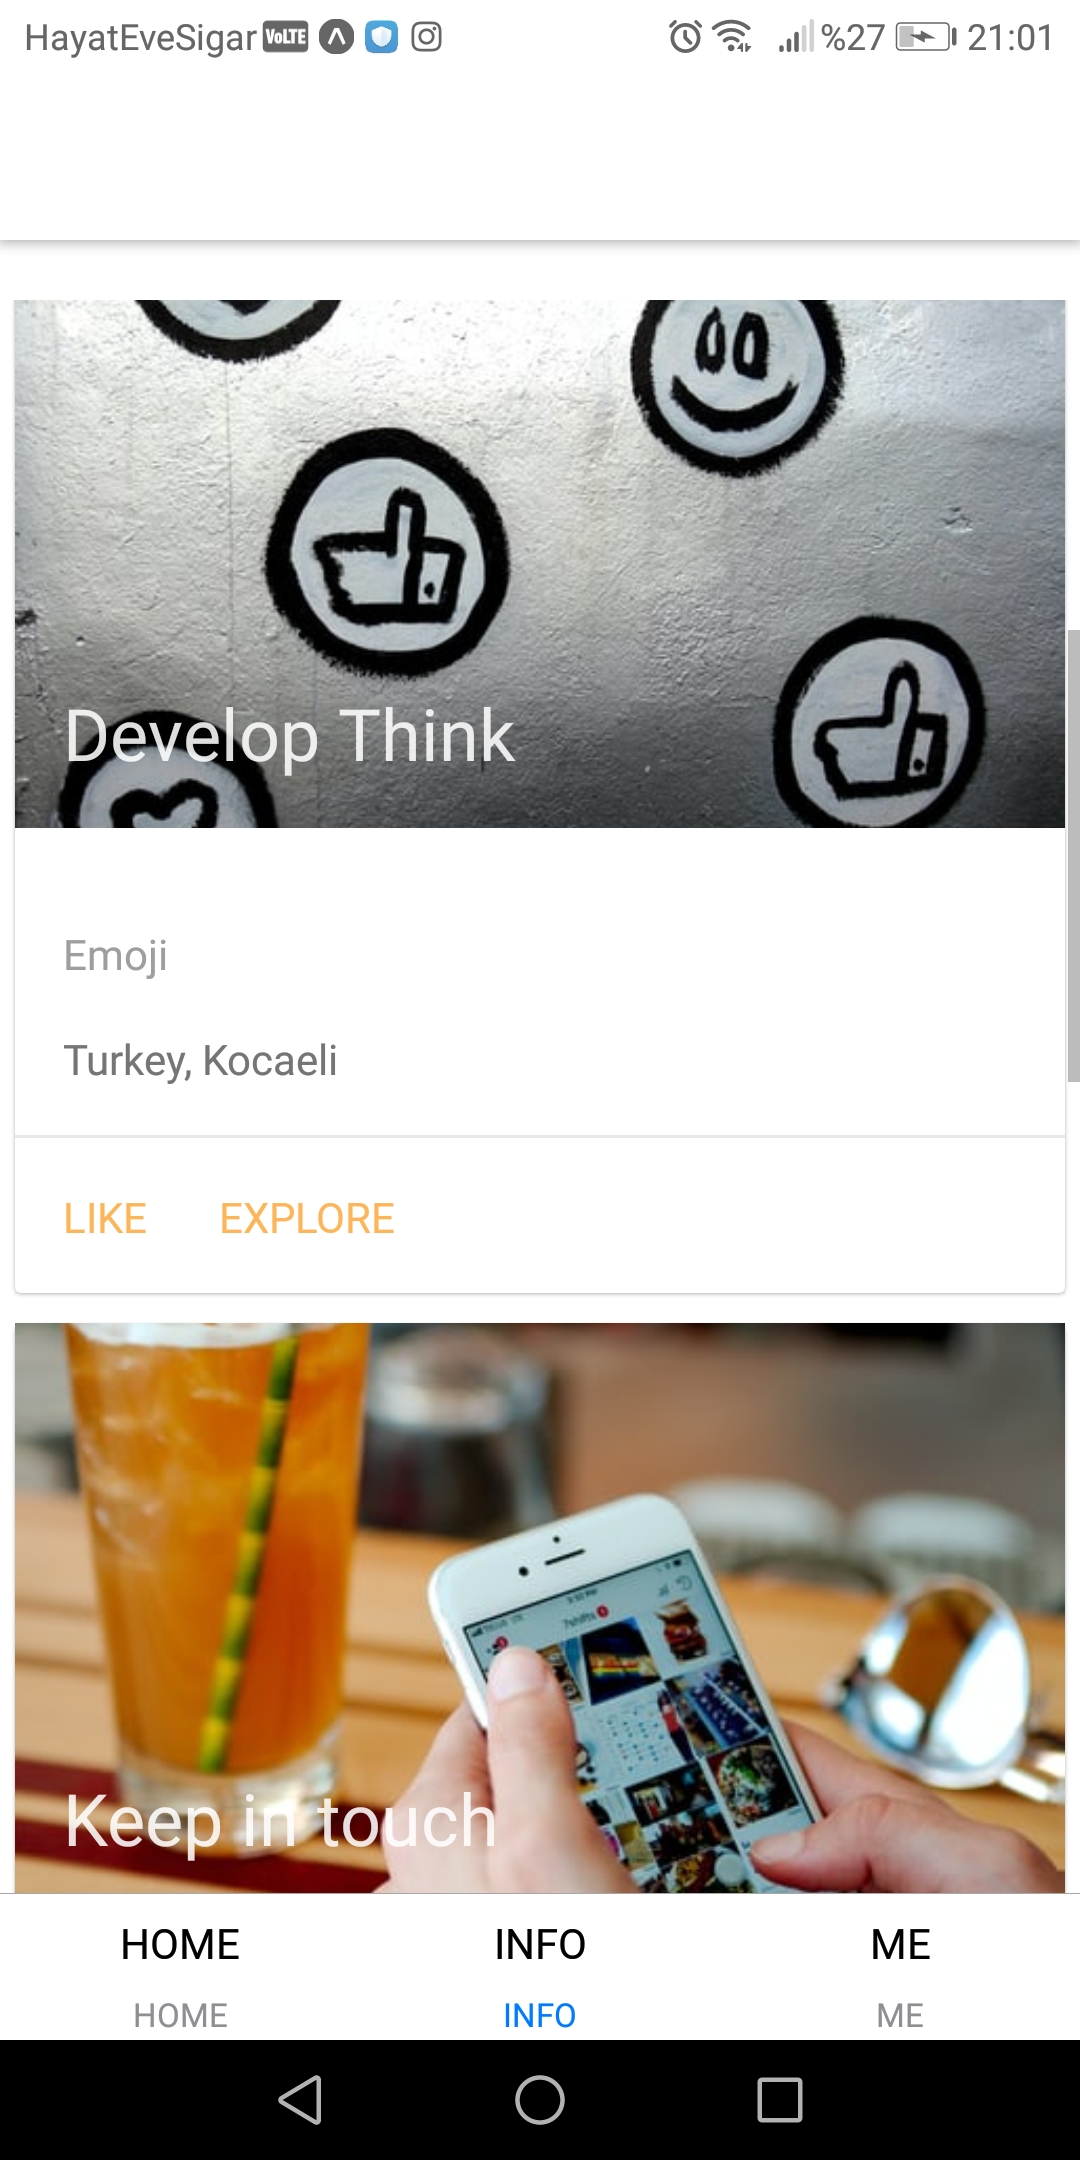 HayatEveSigar VoLTE %27 21:01
Develop Think
Emoji
Turkey, Kocaeli
LIKE EXPLORE
Keep in touch
HOME INFO ME
HOME INFO ME